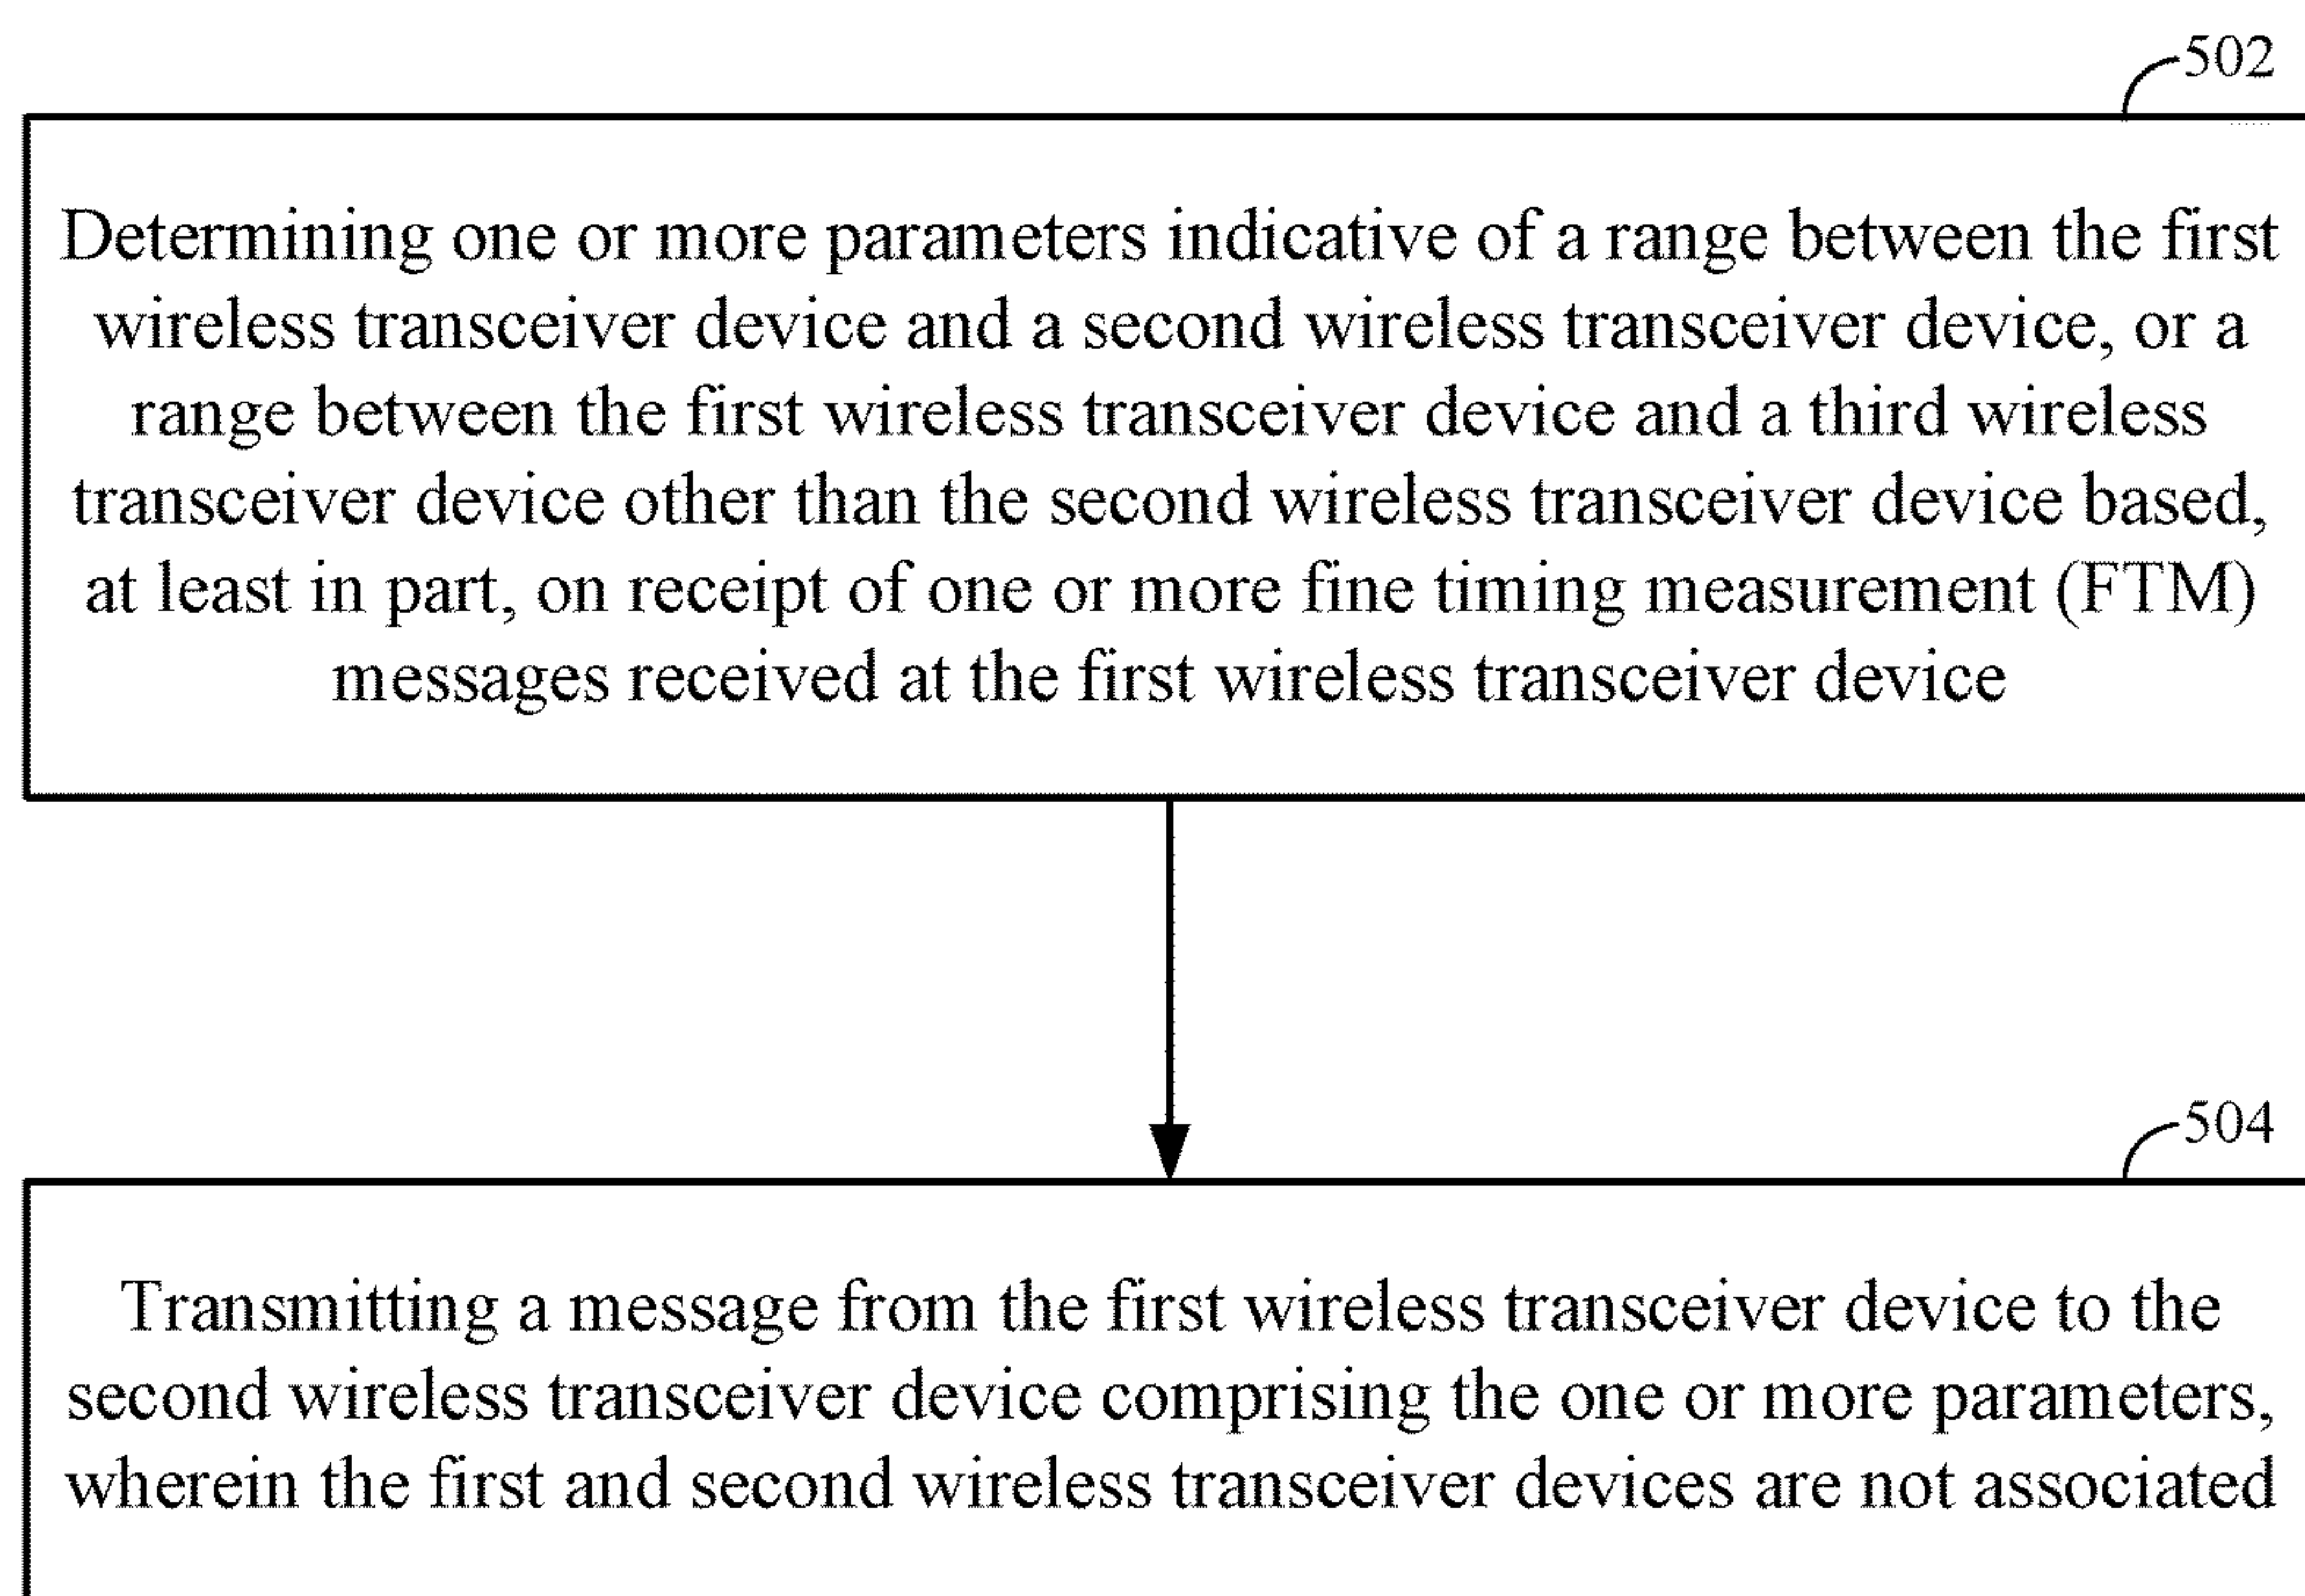 502
Determining one or more parameters indicative of a range between the first
wireless transceiver device and a second wireless transceiver device, or a
range between the first wireless transceiver device and a third wireless
transceiver device other than the second wireless transceiver device based,
at least in part, on receipt of one or more fine timing measurement (FTM)
messages received at the first wireless transceiver device
504
Transmitting a message from the first wireless transceiver device to the
second wireless transceiver device comprising the one or more parameters,
wherein the first and second wireless transceiver devices are not associated